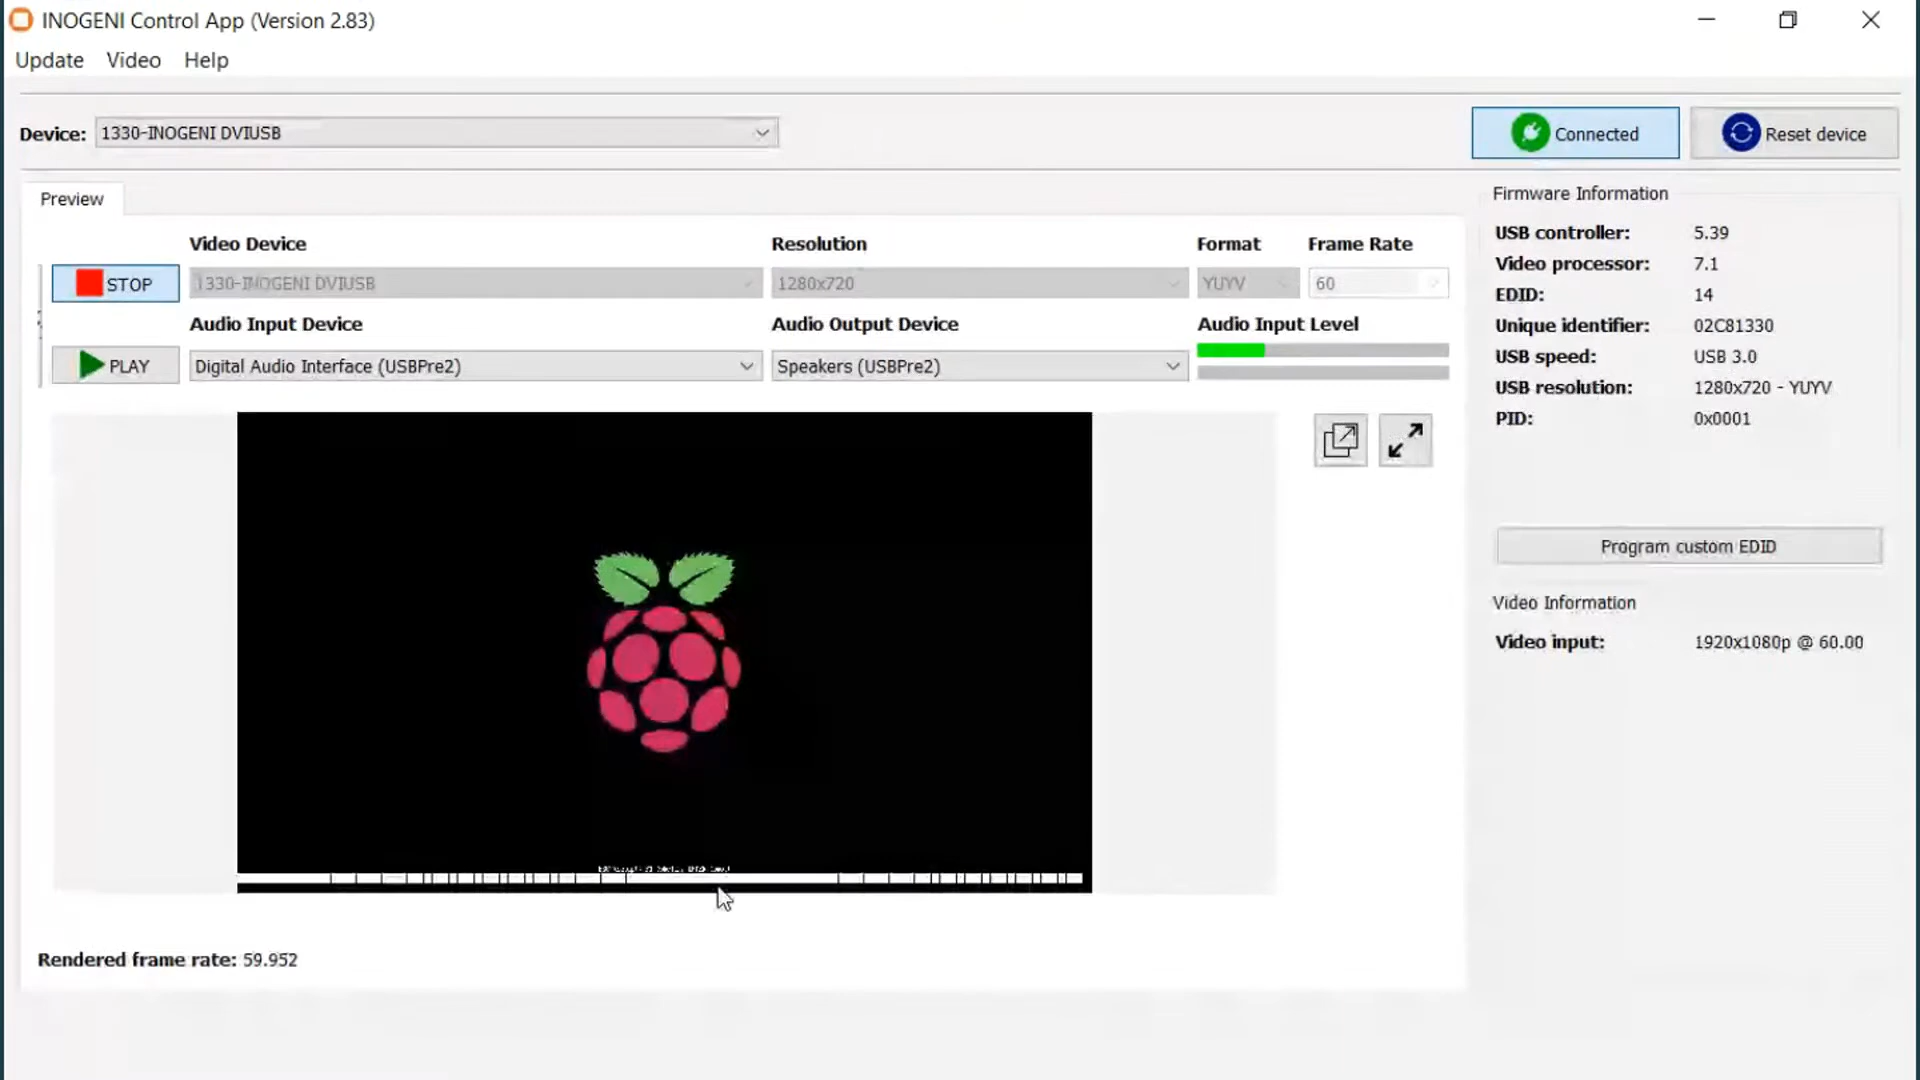 INOGENI Control App (Version 2.83)
Update Video Help
Device: 1330-INOGENI DVIUSB
Connected
Reset device
Preview
Video Device
Resolution
Format
Frame Rate
STOP
1330-INOGENI DVIUSB
1280x720
YUYV
60
Audio Input Device
Audio Output Device
Audio Input Level
PLAY
Digital Audio Interface (USBPre2)
Speakers (USBPre2)
Rendered frame rate: 59.952
Firmware Information
USB controller: 5.39
Video processor: 7.1
EDID: 14
Unique identifier: 02C81330
USB speed: USB 3.0
USB resolution: 1280x720 - YUYV
PID: 0x0001
Program custom EDID
Video Information
Video input: 1920x1080p @ 60.00